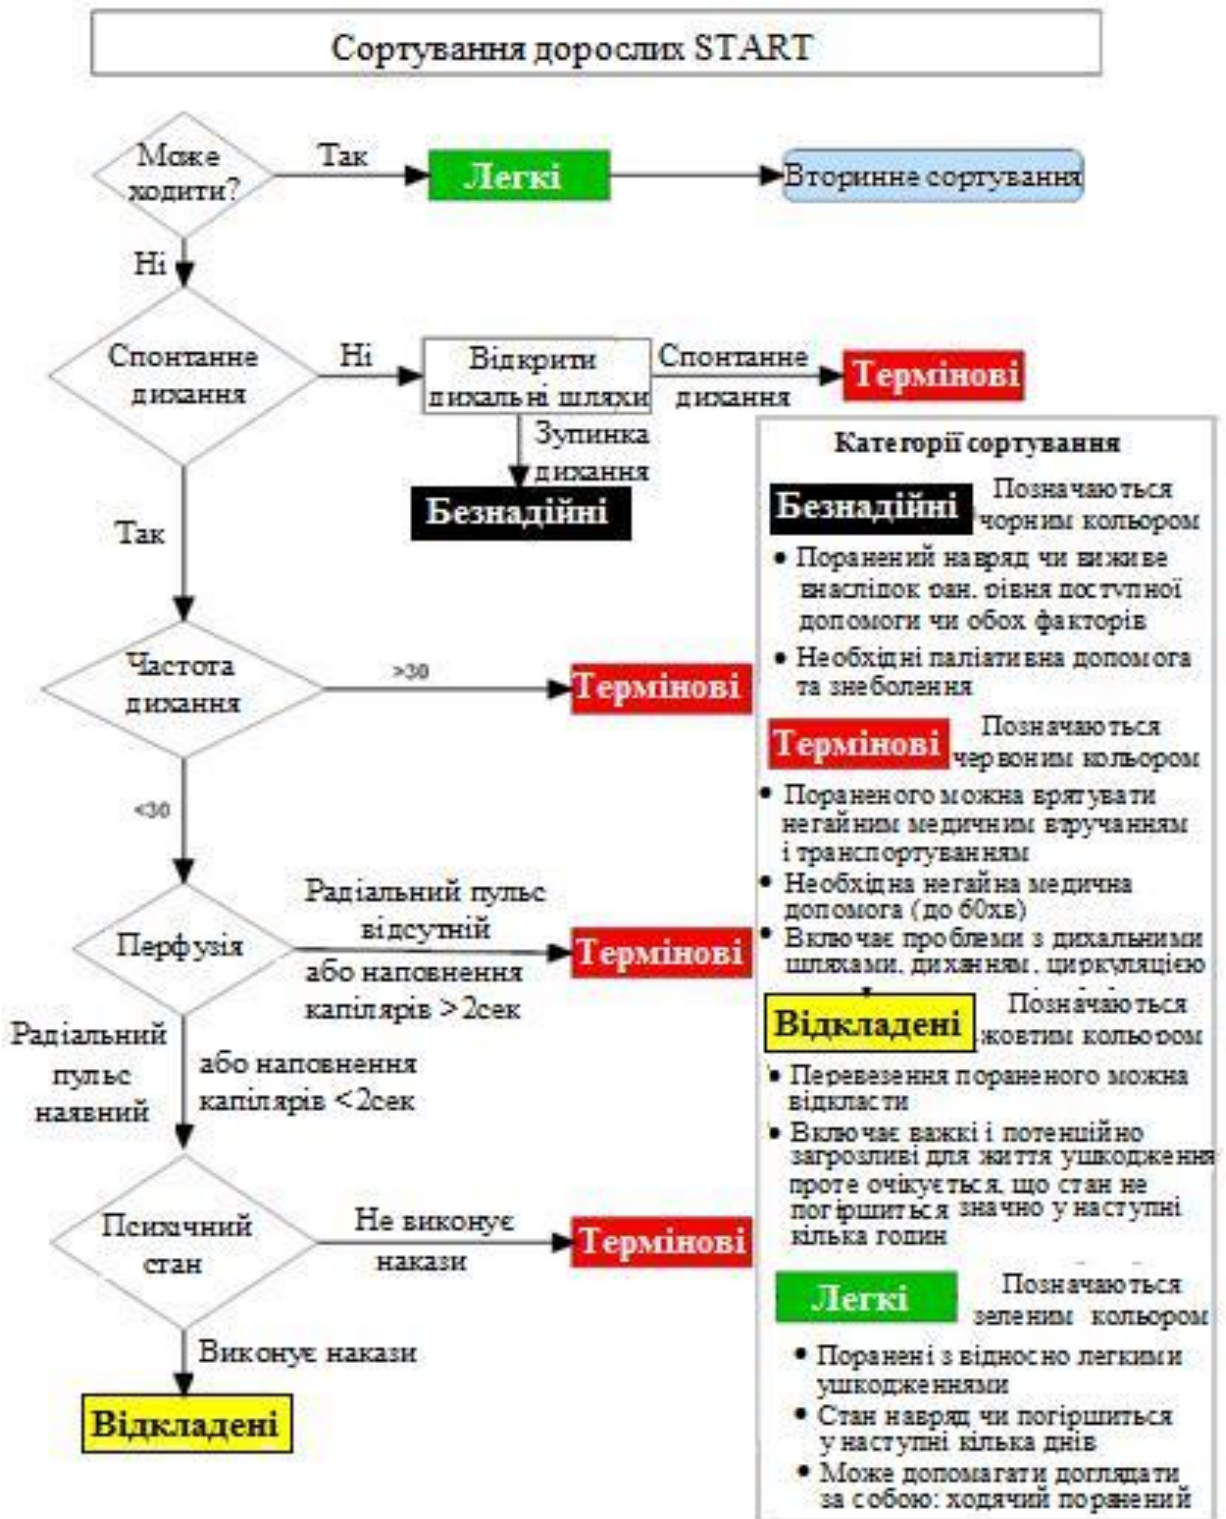 Сортування дорослих START
Може
ходити?
Так
Легкі
Вторинне сортування
Ні
Спонтанне
дихання
Ні
Відкрити
дихальні шляхи
Спонтанне
дихання
Термінові
Зупинка
дихання
Безнадійні
Так
Частота
дихання
>30
Термінові
<30
Перфузія
Радіальний пульс
відсутній
або наповнення
капілярів >2сек
Термінові
Радіальний
пульс
наявний
або наповнення
капілярів <2сек
Психічний
стан
Не виконує
накази
Термінові
Виконує накази
Відкладені
Категорії сортування
Безнадійні
Позначаються
чорним кольором
• Поранений навряд чи виживе
внаслідок ран, рівня доступної
допомоги чи обох факторів
• Необхідні паліативна допомога
та знеболення
Термінові
Позначаються
червоним кольором
• Пораненого можна врятувати
негайним медичним втручанням
і транспортуванням
• Необхідна негайна медична
допомога (до 60хв)
• Включає проблеми з дихальними
шляхами, диханням, циркуляцією
Відкладені
Позначаються
жовтим кольором
• Перевезення пораненого можна
відкласти
• Включає важкі і потенційно
загрозливі для життя ушкодження
проте очікується, що стан не
погіршиться значно у наступні
кілька годин
Легкі
Позначаються
зеленим кольором
• Поранені з відносно легкими
ушкодженнями
• Стан навряд чи погіршиться
у наступні кілька днів
• Може допомагати доглядати
за собою: ходячий поранений